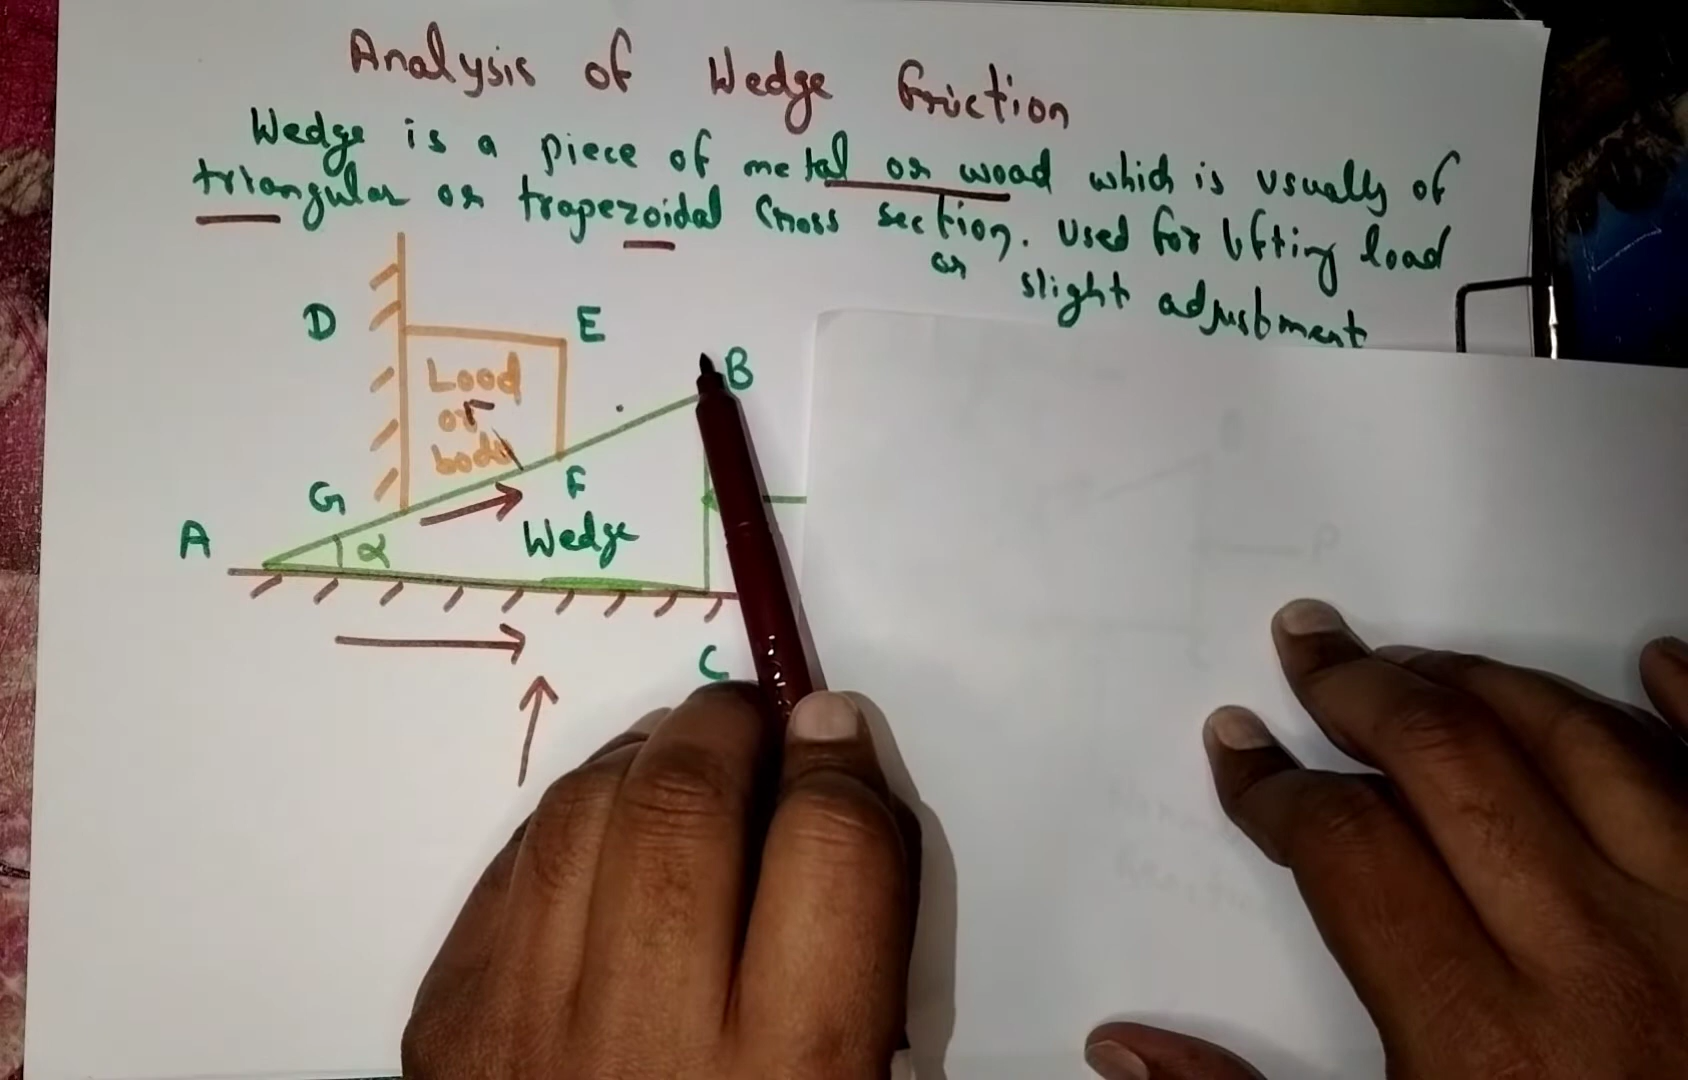 Analysis of Wedge friction
Wedge is a piece of metal or wood which is usually of
triangular or trapezoidal Cross section. Used for lifting load
or slight adjustment
D
E
B
Load
or
body
G
F
A
α
Wedge
C